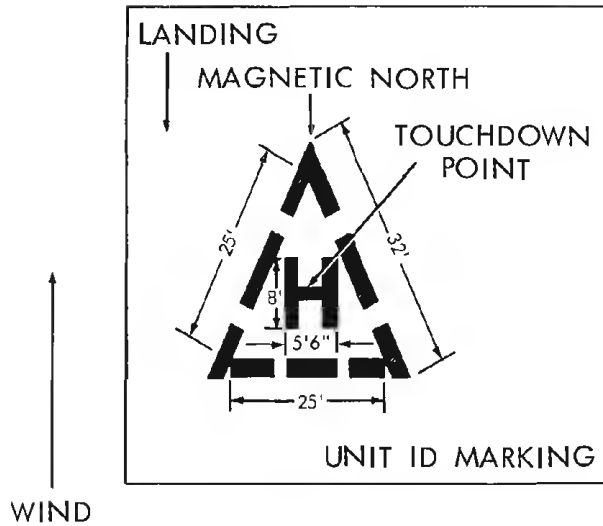 LANDING
MAGNETIC NORTH
TOUCHDOWN
POINT
25'
32'
8'
H
5'6"
25'
UNIT ID MARKING
WIND